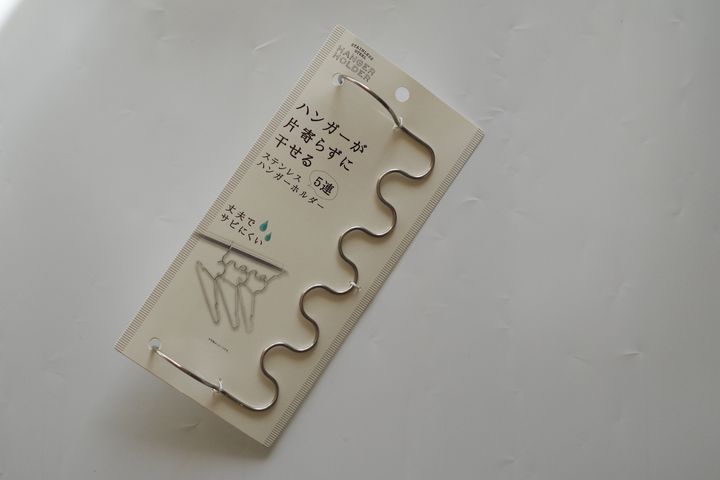 STAINLESS
STEEL
HANGER
HOLDER
ハンガーが
片寄らずに
干せる
ステンレス
ハンガーホルダー
5連
丈夫で
サビにくい